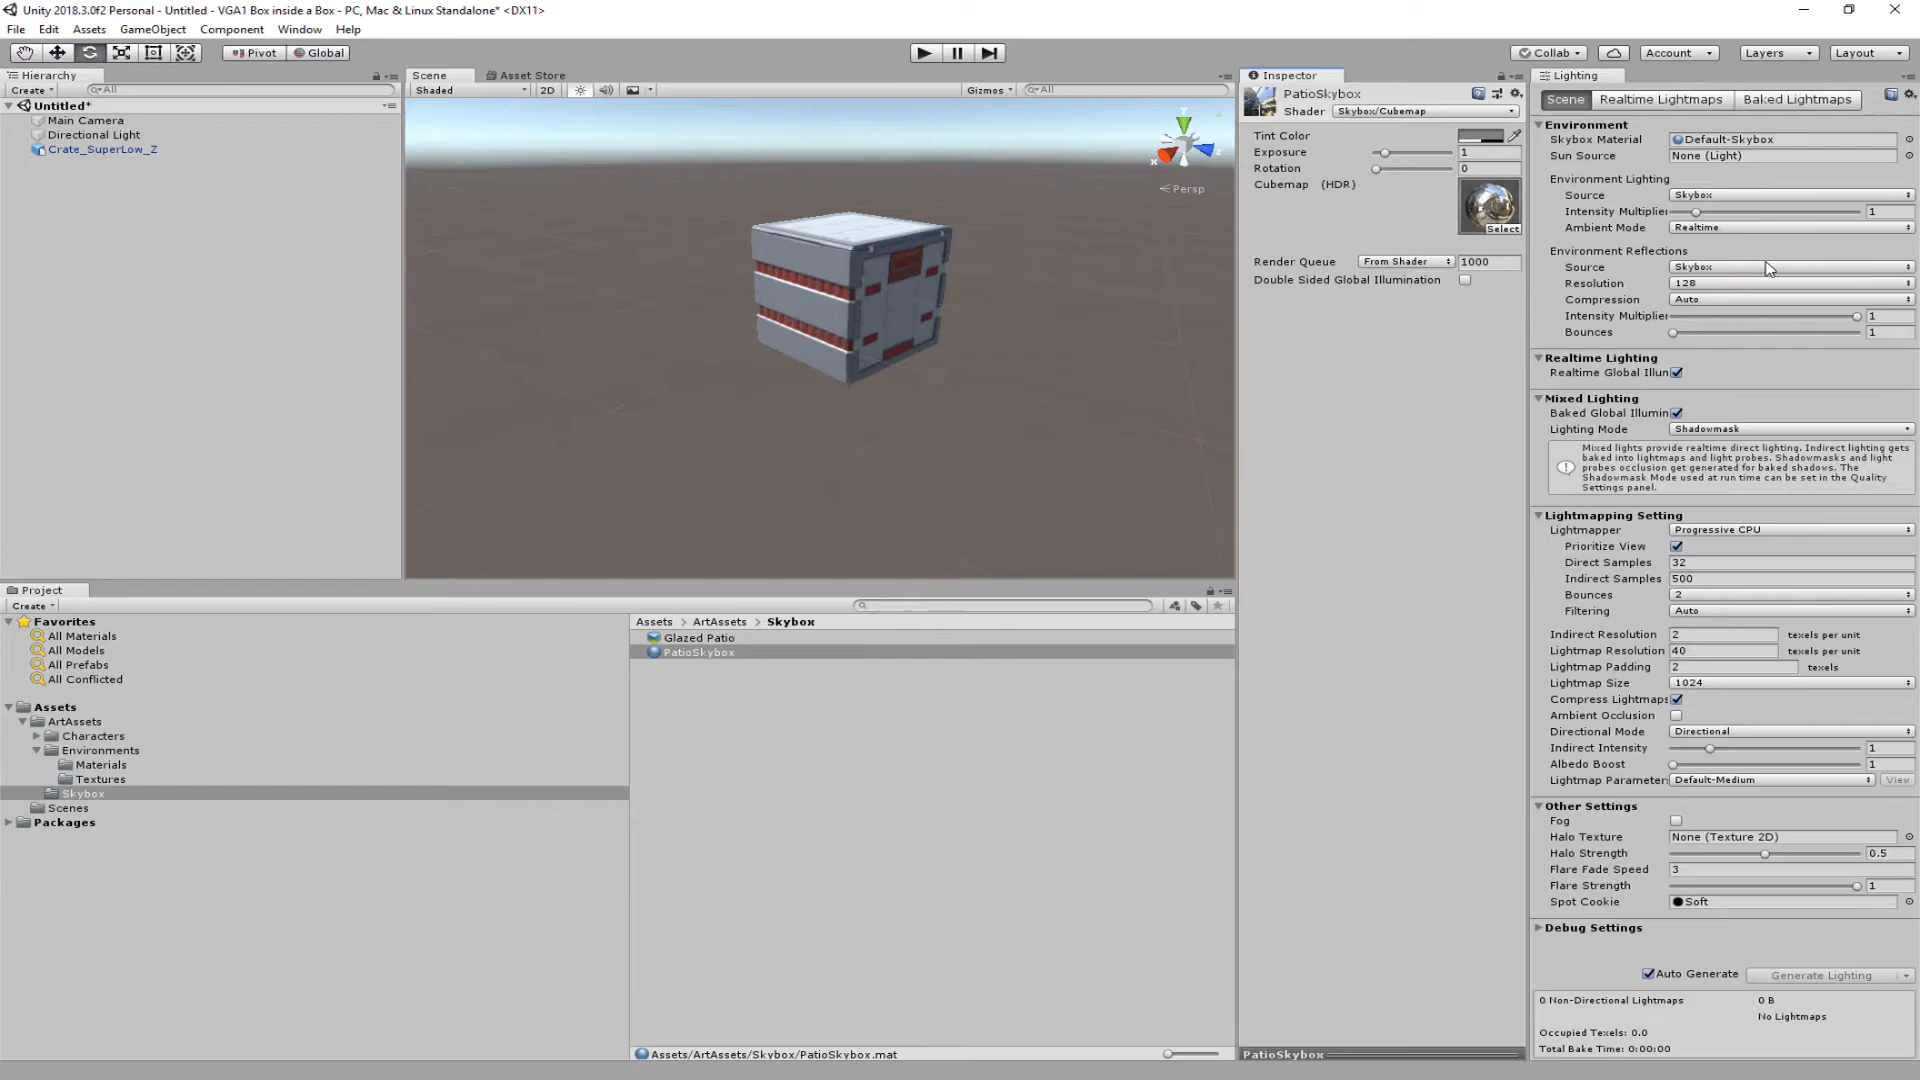 Unity 2018.3.0f2 Personal - Untitled - VGA1 Box inside a Box - PC, Mac & Linux Standalone* <DX11>
File Edit Assets GameObject Component Window Help
Pivot Global Collab Account Layers Layout
Hierarchy
Create All
Untitled*
Main Camera
Directional Light
Crate_SuperLow_Z
Scene Asset Store
Shaded 2D Gizmos All
y
x z
Persp
Inspector
PatioSkybox
Shader Skybox/Cubemap
Tint Color
Exposure 1
Rotation 0
Cubemap (HDR)
Select
Render Queue From Shader 1000
Double Sided Global Illumination
PatioSkybox
Lighting
Scene Realtime Lightmaps Baked Lightmaps
Environment
Skybox Material Default-Skybox
Sun Source None (Light)
Environment Lighting
Source Skybox
Intensity Multiplier 1
Ambient Mode Realtime
Environment Reflections
Source Skybox
Resolution 128
Compression Auto
Intensity Multiplier 1
Bounces 1
Realtime Lighting
Realtime Global Illun
Mixed Lighting
Baked Global Illumin
Lighting Mode Shadowmask
Mixed lights provide realtime direct lighting. Indirect lighting gets
baked into lightmaps and light probes. Shadowmasks and light
probes occlusion get generated for baked shadows. The
Shadowmask Mode used at run time can be set in the Quality
Settings panel.
Lightmapping Setting
Lightmapper Progressive CPU
Prioritize View
Direct Samples 32
Indirect Samples 500
Bounces 2
Filtering Auto
Indirect Resolution 2 texels per unit
Lightmap Resolution 40 texels per unit
Lightmap Padding 2 texels
Lightmap Size 1024
Compress Lightmaps
Ambient Occlusion
Directional Mode Directional
Indirect Intensity 1
Albedo Boost 1
Lightmap Parameter Default-Medium View
Other Settings
Fog
Halo Texture None (Texture 2D)
Halo Strength 0.5
Flare Fade Speed 3
Flare Strength 1
Spot Cookie Soft
Debug Settings
Auto Generate Generate Lighting
0 Non-Directional Lightmaps 0 B
No Lightmaps
Occupied Texels: 0.0
Total Bake Time: 0:00:00
Project
Create
Favorites
All Materials
All Models
All Prefabs
All Conflicted
Assets
ArtAssets
Characters
Environments
Materials
Textures
Skybox
Scenes
Packages
Assets > ArtAssets > Skybox
Glazed Patio
PatioSkybox
Assets/ArtAssets/Skybox/PatioSkybox.mat